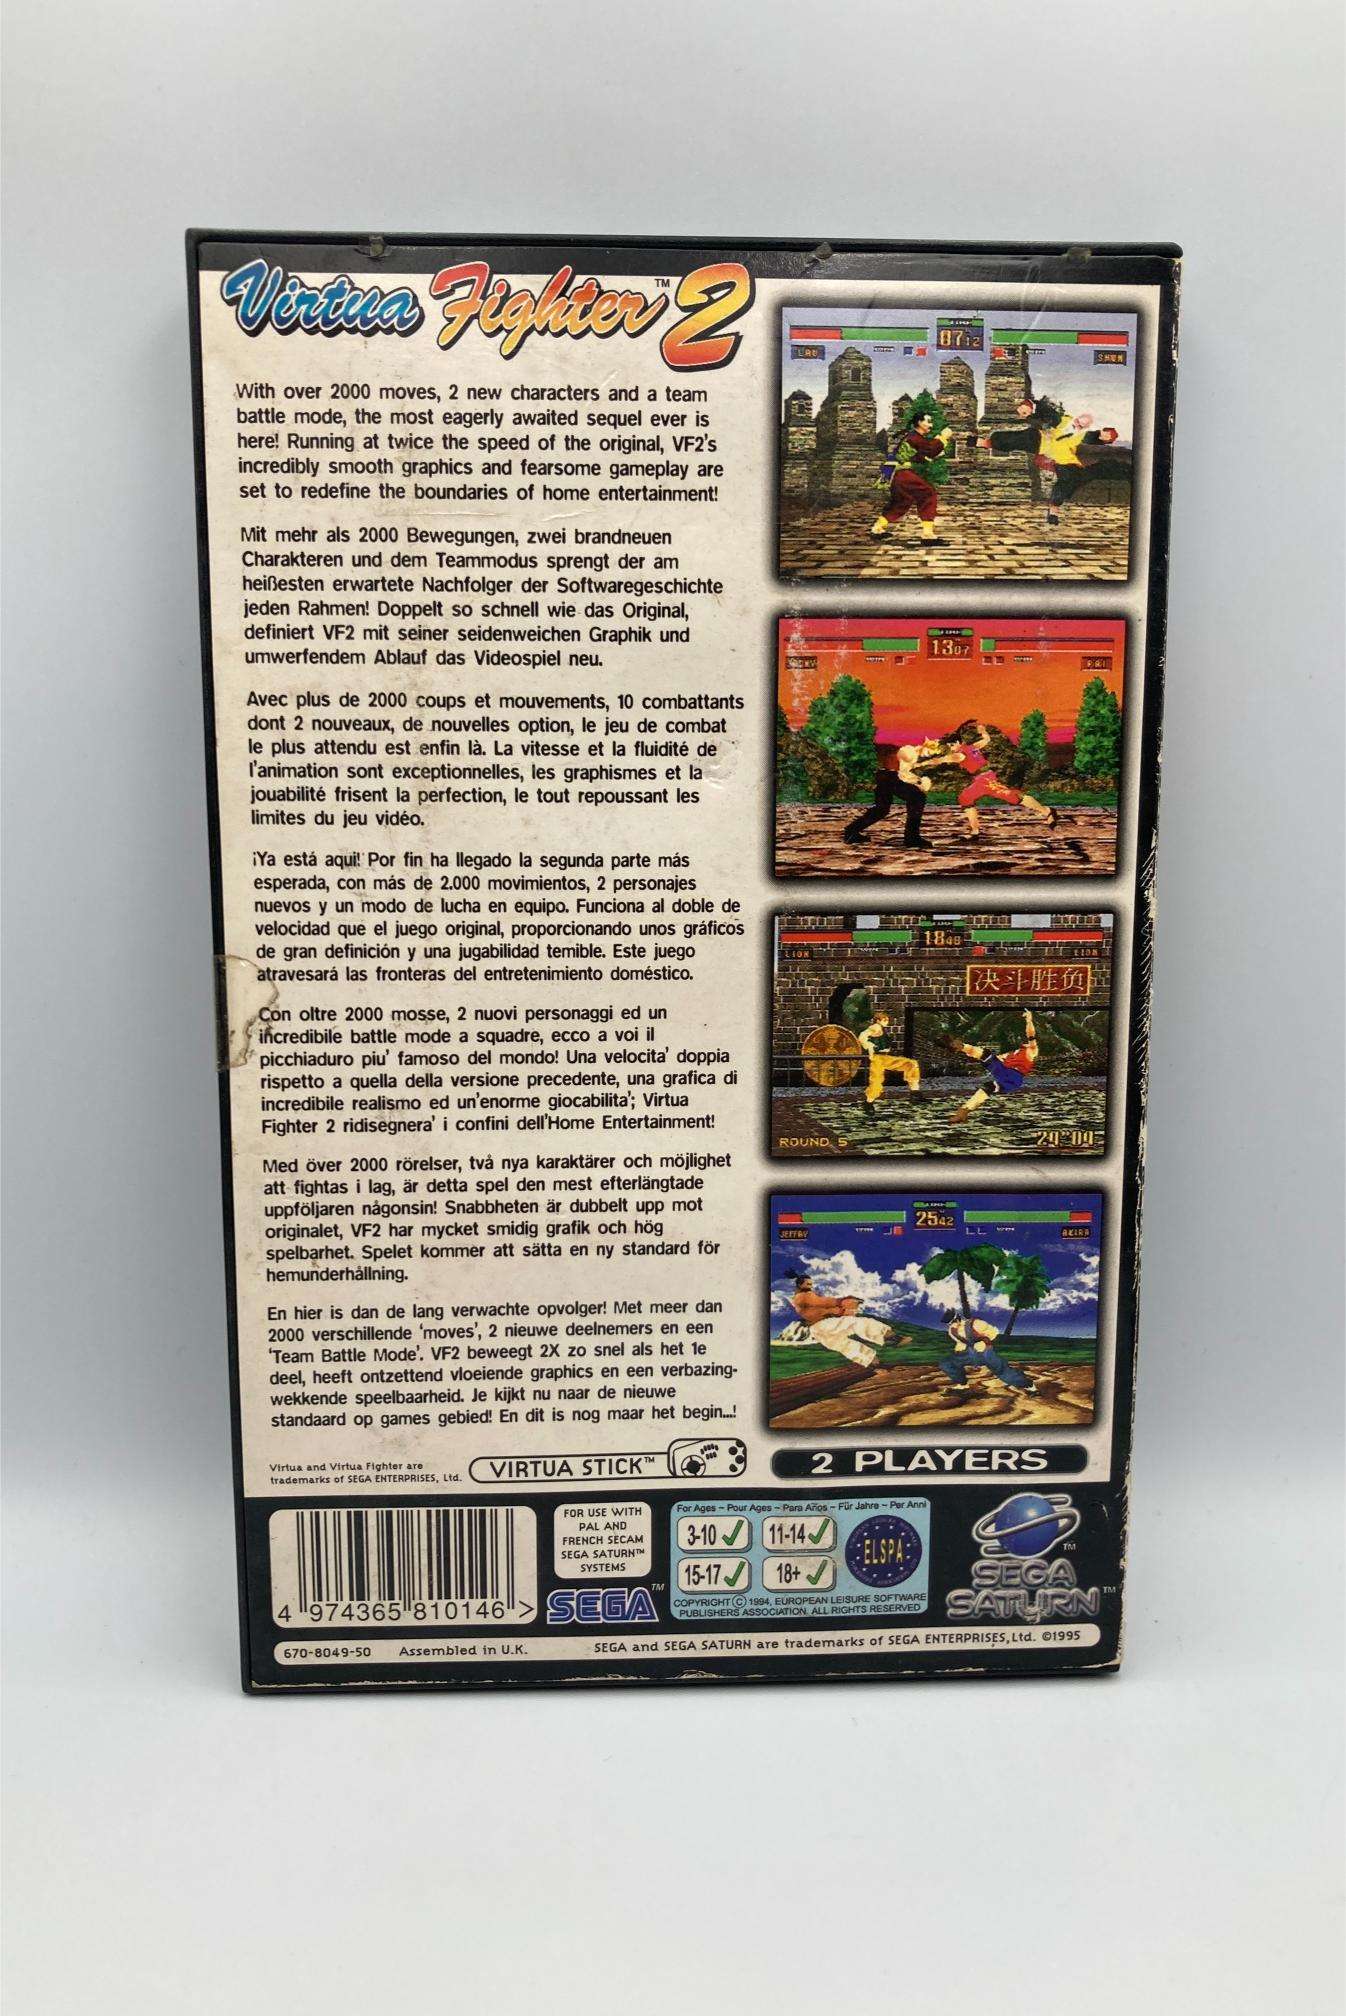 Virtua Fighter™ 2
With over 2000 moves, 2 new characters and a team
battle mode, the most eagerly awaited sequel ever is
here! Running at twice the speed of the original, VF2's
incredibly smooth graphics and fearsome gameplay are
set to redefine the boundaries of home entertainment!
Mit mehr als 2000 Bewegungen, zwei brandneuen
Charakteren und dem Teammodus sprengt der am
heißesten erwartete Nachfolger der Softwaregeschichte
jeden Rahmen! Doppelt so schnell wie das Original,
definiert VF2 mit seiner seidenweichen Graphik und
umwerfendem Ablauf das Videospiel neu.
Avec plus de 2000 coups et mouvements, 10 combattants
dont 2 nouveaux, de nouvelles option, le jeu de combat
le plus attendu est enfin là. La vitesse et la fluidité de
l'animation sont exceptionnelles, les graphismes et la
jouabilité frisent la perfection, le tout repoussant les
limites du jeu vidéo.
¡Ya está aqui! Por fin ha llegado la segunda parte más
esperada, con más de 2.000 movimientos, 2 personajes
nuevos y un modo de lucha en equipo. Funciona al doble de
velocidad que el juego original, proporcionando unos gráficos
de gran definición y una jugabilidad temible. Este juego
atravesará las fronteras del entretenimiento doméstico.
Con oltre 2000 mosse, 2 nuovi personaggi ed un
incredibile battle mode a squadre, ecco a voi il
picchiaduro piu' famoso del mondo! Una velocita' doppia
rispetto a quella della versione precedente, una grafica di
incredibile realismo ed un'enorme giocabilita'; Virtua
Fighter 2 ridisegnera' i confini dell'Home Entertainment!
Med över 2000 rörelser, två nya karaktärer och möjlighet
att fightas i lag, är detta spel den mest efterlängtade
uppföljaren någonsin! Snabbheten är dubbelt upp mot
originalet, VF2 har mycket smidig grafik och hög
spelbarhet. Spelet kommer att sätta en ny standard för
hemunderhållning.
En hier is dan de lang verwachte opvolger! Met meer dan
2000 verschillende 'moves', 2 nieuwe deelnemers en een
'Team Battle Mode'. VF2 beweegt 2X zo snel als het 1e
deel, heeft ontzettend vloeiende graphics en een verbazing-
wekkende speelbaarheid. Je kijkt nu naar de nieuwe
standaard op games gebied! En dit is nog maar het begin...!
Virtua and Virtua Fighter are
trademarks of SEGA ENTERPRISES, Ltd.
VIRTUA STICK™
LAU 07 12 SHUN
13 07 PAI
LION 18 48 LION
决斗胜负
ROUND 5
29"09
JEFFRY 25 42 AKIRA
2 PLAYERS
4 974365 810146 >
FOR USE WITH
PAL AND
FRENCH SECAM
SEGA SATURN™
SYSTEMS
SEGA™
For Ages ~ Pour Ages ~ Para Años ~ Für Jahre ~ Per Anni
3-10 ✓ 11-14 ✓
15-17 ✓ 18+ ✓
ELSPA
COPYRIGHT © 1994, EUROPEAN LEISURE SOFTWARE
PUBLISHERS ASSOCIATION. ALL RIGHTS RESERVED
SEGA SATURN™
670-8049-50 Assembled in U.K. SEGA and SEGA SATURN are trademarks of SEGA ENTERPRISES, Ltd. ©1995